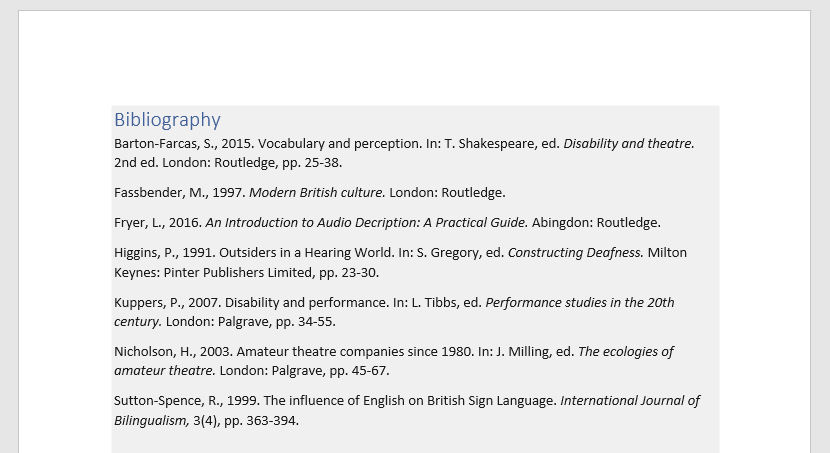 Bibliography
Barton-Farcas, S., 2015. Vocabulary and perception. In: T. Shakespeare, ed. Disability and theatre.
2nd ed. London: Routledge, pp. 25-38.
Fassbender, M., 1997. Modern British culture. London: Routledge.
Fryer, L., 2016. An Introduction to Audio Decription: A Practical Guide. Abingdon: Routledge.
Higgins, P., 1991. Outsiders in a Hearing World. In: S. Gregory, ed. Constructing Deafness. Milton
Keynes: Pinter Publishers Limited, pp. 23-30.
Kuppers, P., 2007. Disability and performance. In: L. Tibbs, ed. Performance studies in the 20th
century. London: Palgrave, pp. 34-55.
Nicholson, H., 2003. Amateur theatre companies since 1980. In: J. Milling, ed. The ecologies of
amateur theatre. London: Palgrave, pp. 45-67.
Sutton-Spence, R., 1999. The influence of English on British Sign Language. International Journal of
Bilingualism, 3(4), pp. 363-394.